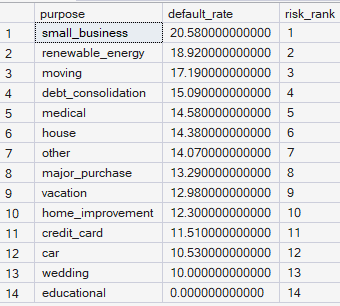 purpose default_rate risk_rank
1 small_business 20.580000000000 1
2 renewable_energy 18.920000000000 2
3 moving 17.190000000000 3
4 debt_consolidation 15.090000000000 4
5 medical 14.580000000000 5
6 house 14.380000000000 6
7 other 14.070000000000 7
8 major_purchase 13.290000000000 8
9 vacation 12.980000000000 9
10 home_improvement 12.300000000000 10
11 credit_card 11.510000000000 11
12 car 10.530000000000 12
13 wedding 10.000000000000 13
14 educational 0.000000000000 14